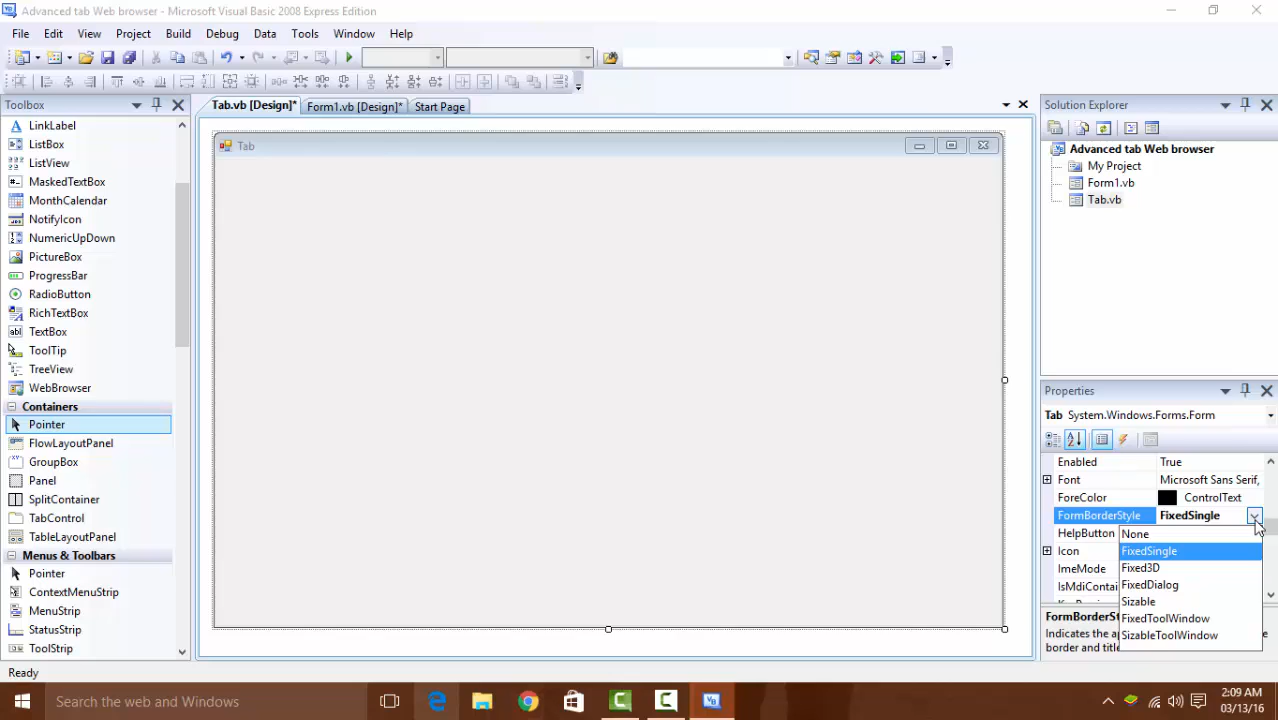 Advanced tab Web browser - Microsoft Visual Basic 2008 Express Edition
File Edit View Project Build Debug Data Tools Window Help
Toolbox
Tab.vb [Design]* Form1.vb [Design]* Start Page
Solution Explorer
LinkLabel
ListBox
ListView
MaskedTextBox
MonthCalendar
NotifyIcon
NumericUpDown
PictureBox
ProgressBar
RadioButton
RichTextBox
TextBox
ToolTip
TreeView
WebBrowser
Containers
Pointer
FlowLayoutPanel
GroupBox
Panel
SplitContainer
TabControl
TableLayoutPanel
Menus & Toolbars
Pointer
ContextMenuStrip
MenuStrip
StatusStrip
ToolStrip
Tab
Advanced tab Web browser
My Project
Form1.vb
Tab.vb
Properties
Tab System.Windows.Forms.Form
Enabled True
Font Microsoft Sans Serif,
ForeColor ControlText
FormBorderStyle FixedSingle
HelpButton
Icon
ImeMode
IsMdiContai
None
FixedSingle
Fixed3D
FixedDialog
Sizable
FixedToolWindow
SizableToolWindow
FormBorderSt
Indicates the ap
border and title
Ready
Search the web and Windows
2:09 AM
03/13/16